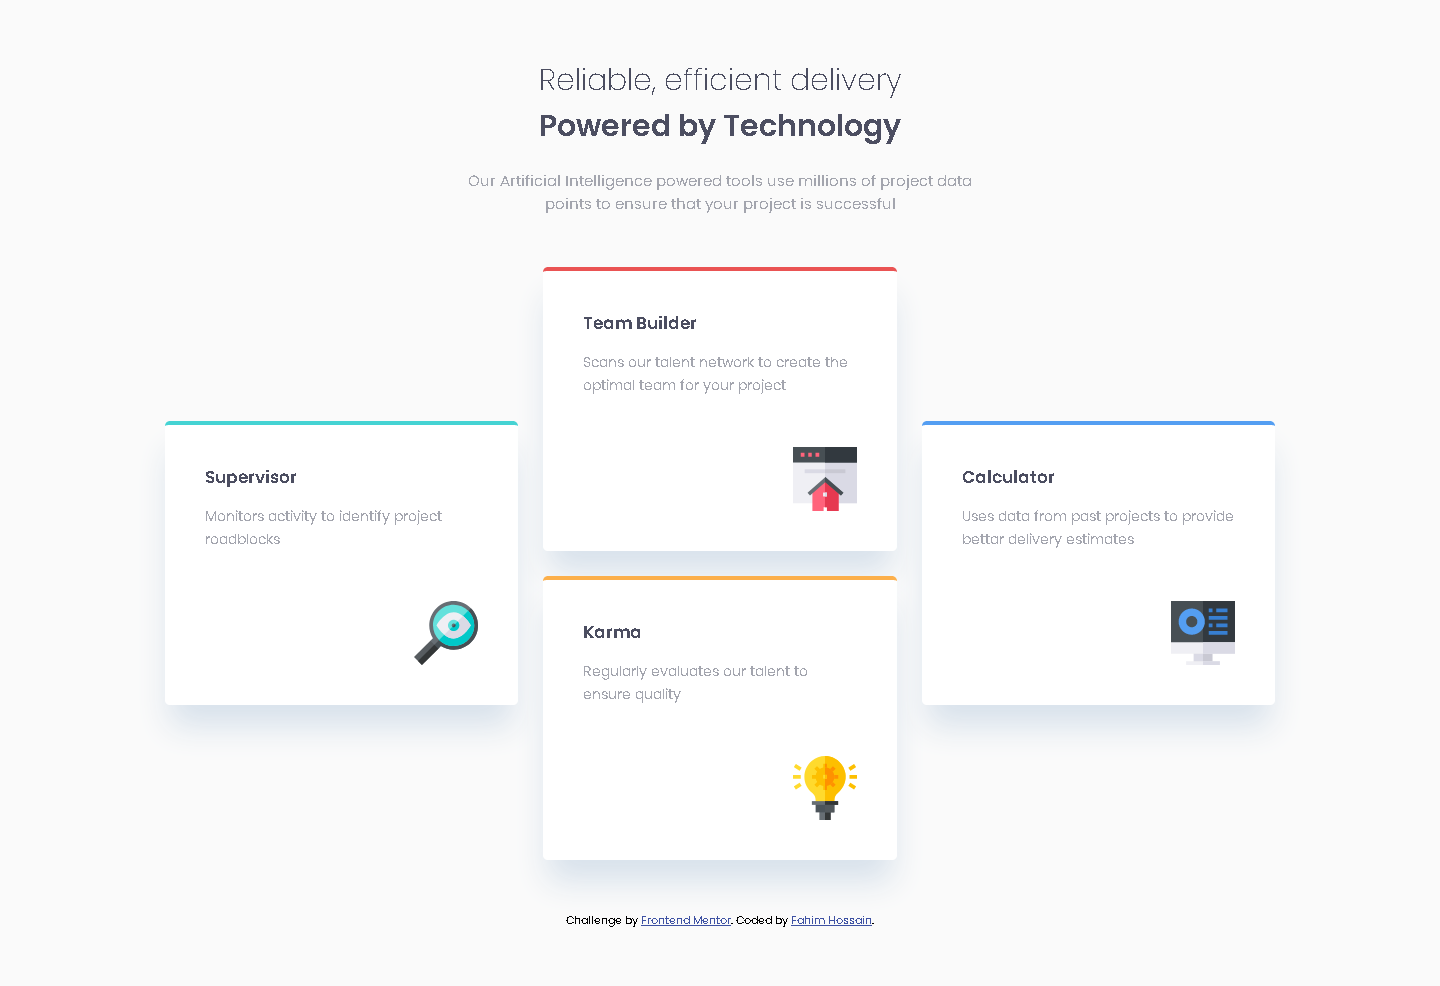 Reliable, efficient delivery
Powered by Technology
Our Artificial Intelligence powered tools use millions of project data
points to ensure that your project is successful
Supervisor
Monitors activity to identify project
roadblocks
Team Builder
Scans our talent network to create the
optimal team for your project
Karma
Regularly evaluates our talent to
ensure quality
Calculator
Uses data from past projects to provide
bettar delivery estimates
Challenge by Frontend Mentor. Coded by Fahim Hossain.